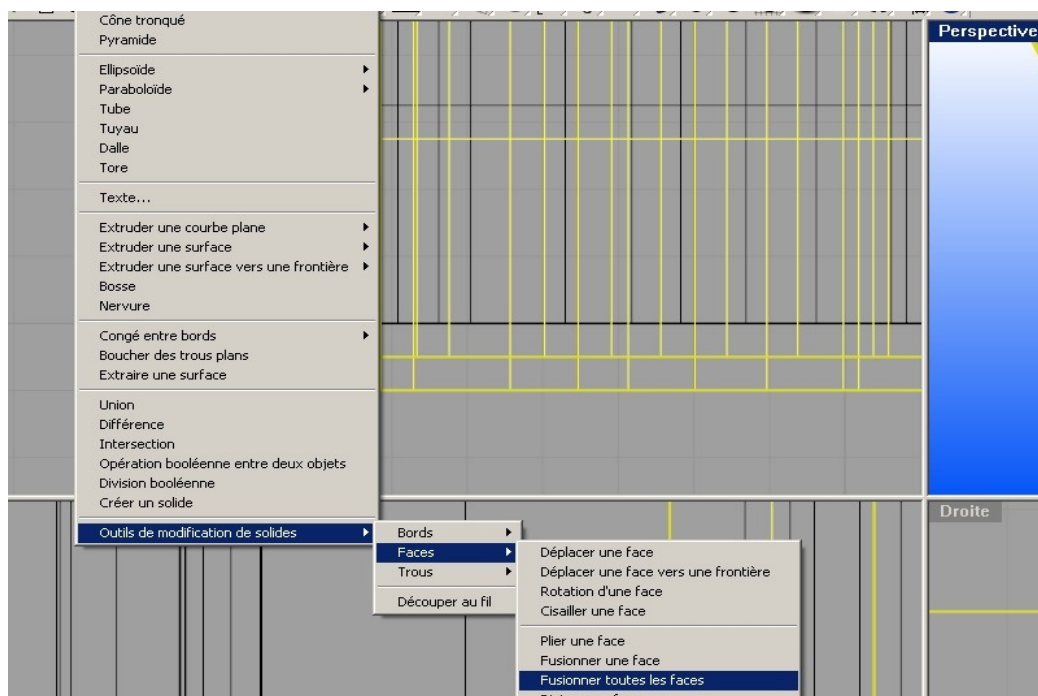 Cône tronqué
Pyramide
Ellipsoïde
Paraboloïde
Tube
Tuyau
Dalle
Tore
Texte...
Extruder une courbe plane
Extruder une surface
Extruder une surface vers une frontière
Bosse
Nervure
Congé entre bords
Boucher des trous plans
Extraire une surface
Union
Différence
Intersection
Opération booléenne entre deux objets
Division booléenne
Créer un solide
Outils de modification de solides
Bords
Faces
Trous
Découper au fil
Déplacer une face
Déplacer une face vers une frontière
Rotation d'une face
Cisailler une face
Plier une face
Fusionner une face
Fusionner toutes les faces
Perspective
Droite